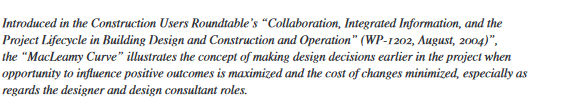 Introduced in the Construction Users Roundtable's "Collaboration, Integrated Information, and the
Project Lifecycle in Building Design and Construction and Operation" (WP-1202, August, 2004)",
the "MacLeamy Curve" illustrates the concept of making design decisions earlier in the project when
opportunity to influence positive outcomes is maximized and the cost of changes minimized, especially as
regards the designer and design consultant roles.